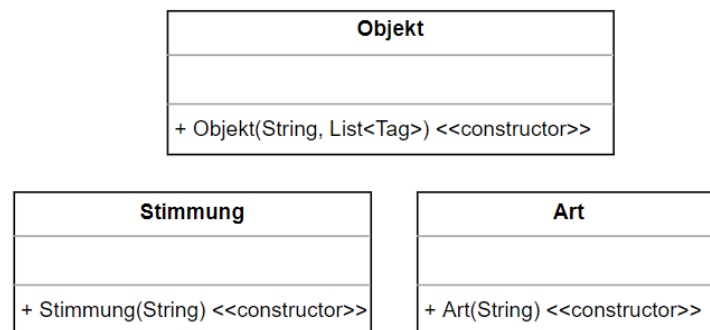 Objekt
+ Objekt(String, List<Tag>) <<constructor>>
Stimmung
+ Stimmung(String) <<constructor>>
Art
+ Art(String) <<constructor>>